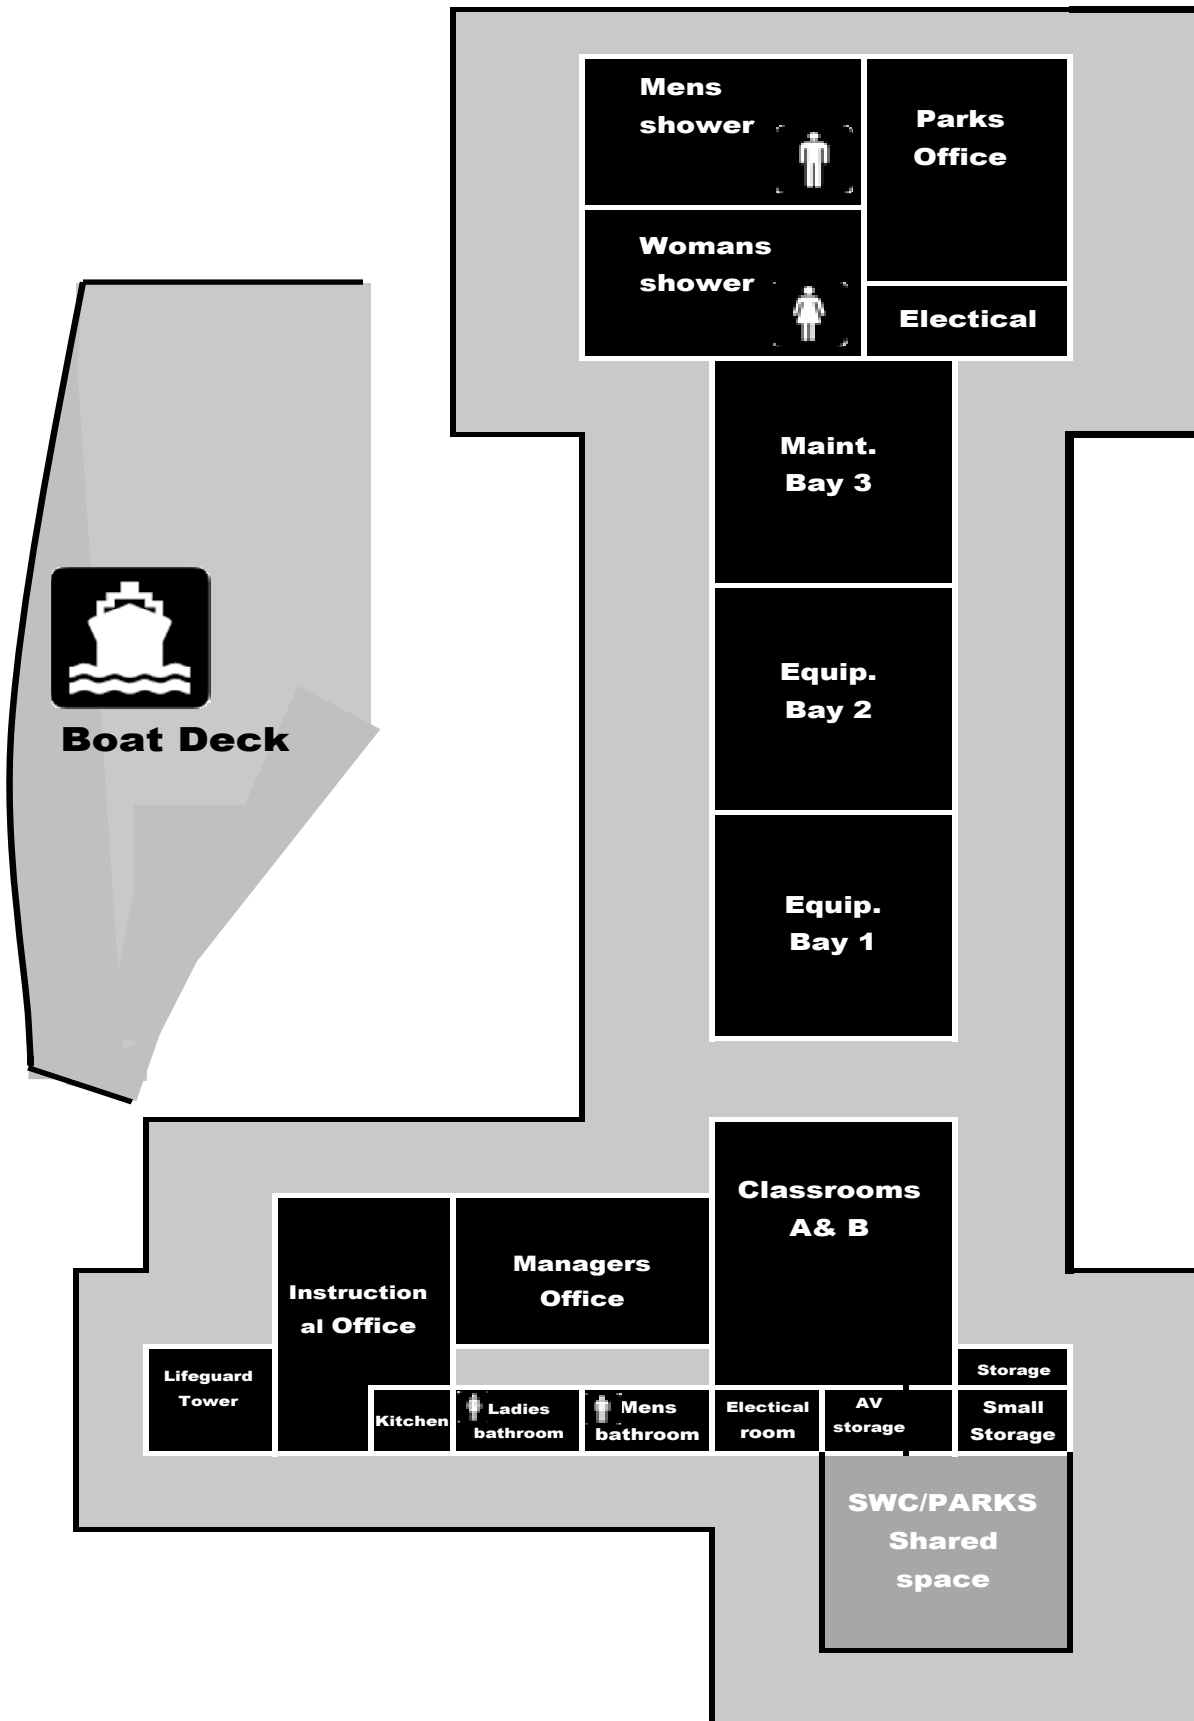 Mens
shower
Parks
Office
Womans
shower
Electical
Maint.
Bay 3
Equip.
Bay 2
Boat Deck
Equip.
Bay 1
Classrooms
A& B
Managers
Office
Instruction
al Office
Lifeguard
Tower
Storage
Kitchen
Ladies
bathroom
Mens
bathroom
Electical
room
AV
storage
Small
Storage
SWC/PARKS
Shared
space